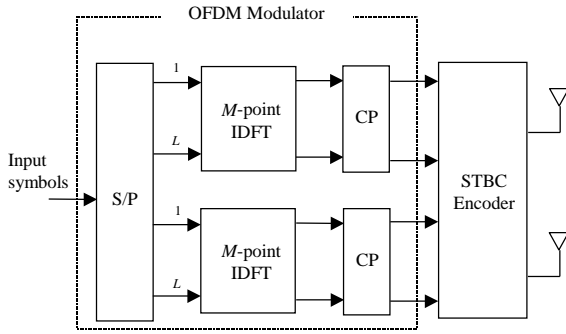 OFDM Modulator
1
M-point
IDFT
CP
L
Input
symbols
S/P
STBC
Encoder
1
M-point
IDFT
CP
L